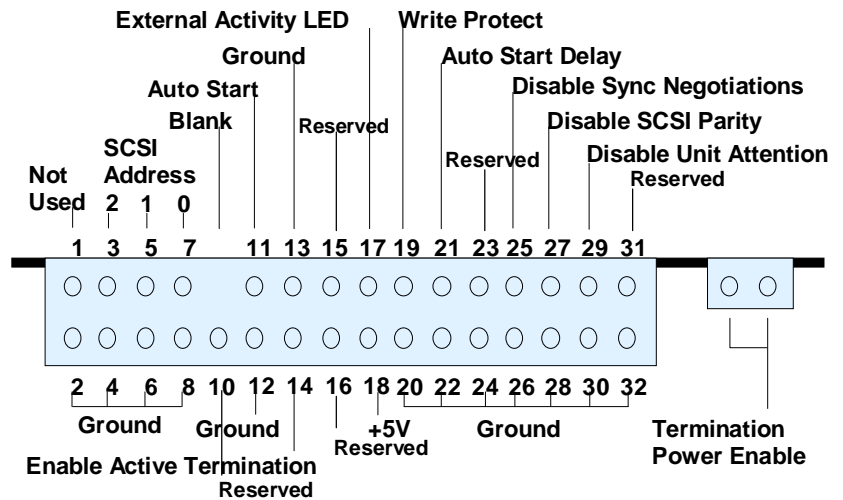 External Activity LED Write Protect
Ground Auto Start Delay
Auto Start Disable Sync Negotiations
Blank Reserved Disable SCSI Parity
SCSI Reserved Disable Unit Attention
Not Address Reserved
Used 2 1 0
1 3 5 7 11 13 15 17 19 21 23 25 27 29 31
2 4 6 8 10 12 14 16 18 20 22 24 26 28 30 32
Ground Ground +5V Ground Termination
Reserved Power Enable
Enable Active Termination
Reserved